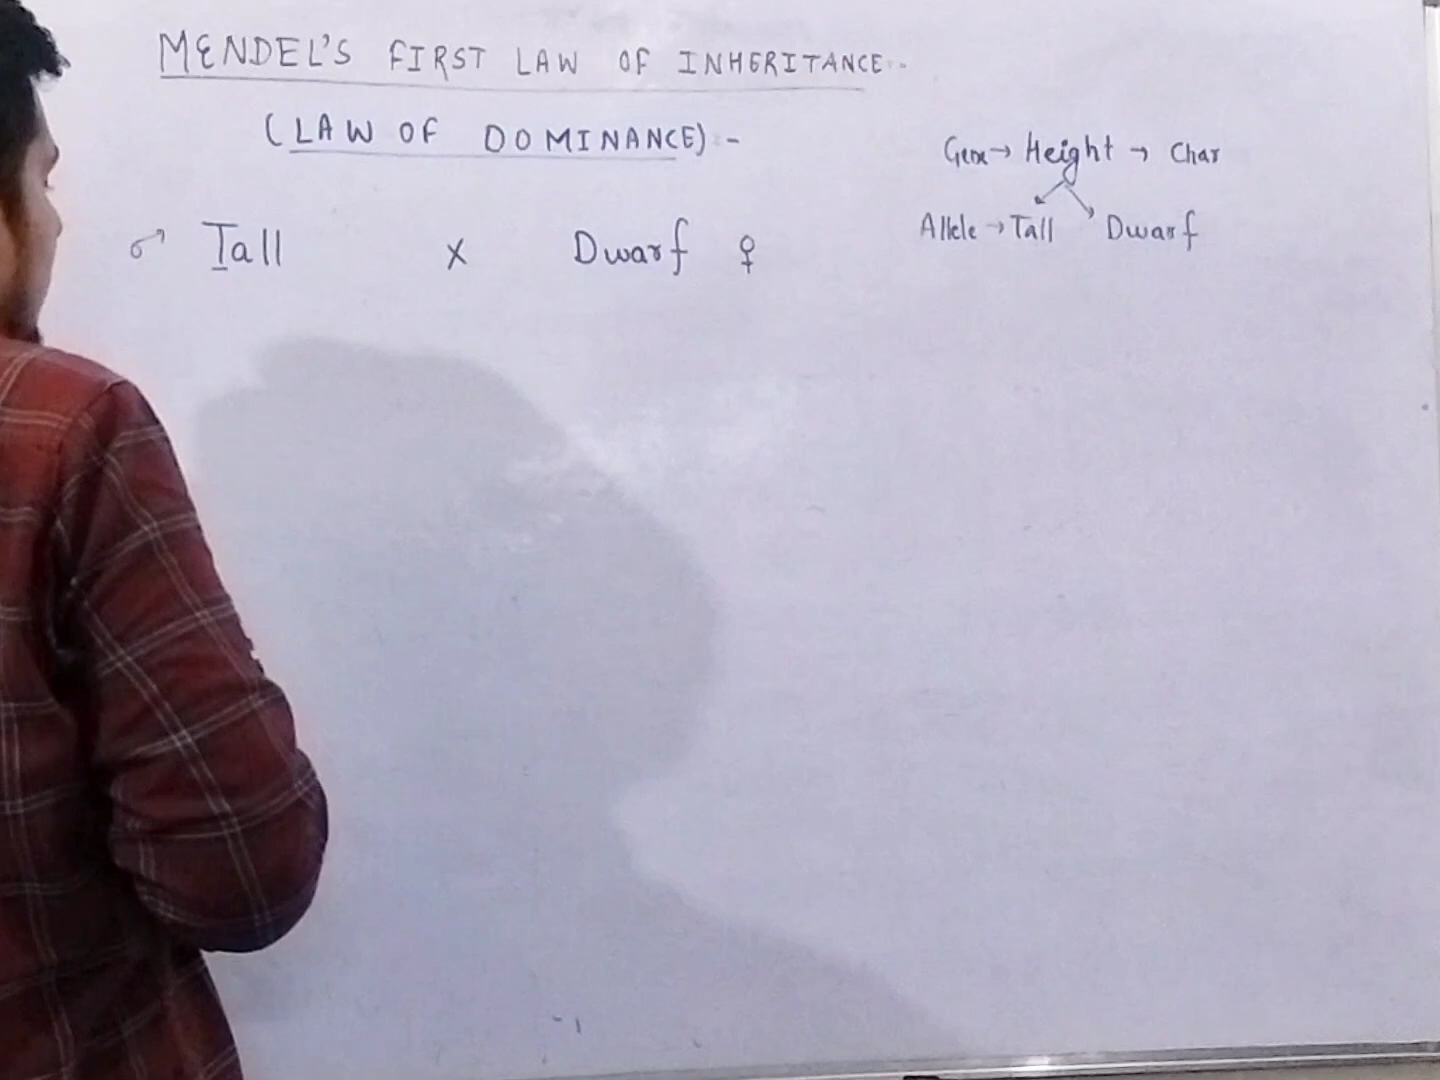 MENDEL'S FIRST LAW OF INHERITANCE:-
(LAW OF DOMINANCE):-
♂ Tall x Dwarf ♀
Gene → Height → Char
Allele → Tall Dwarf